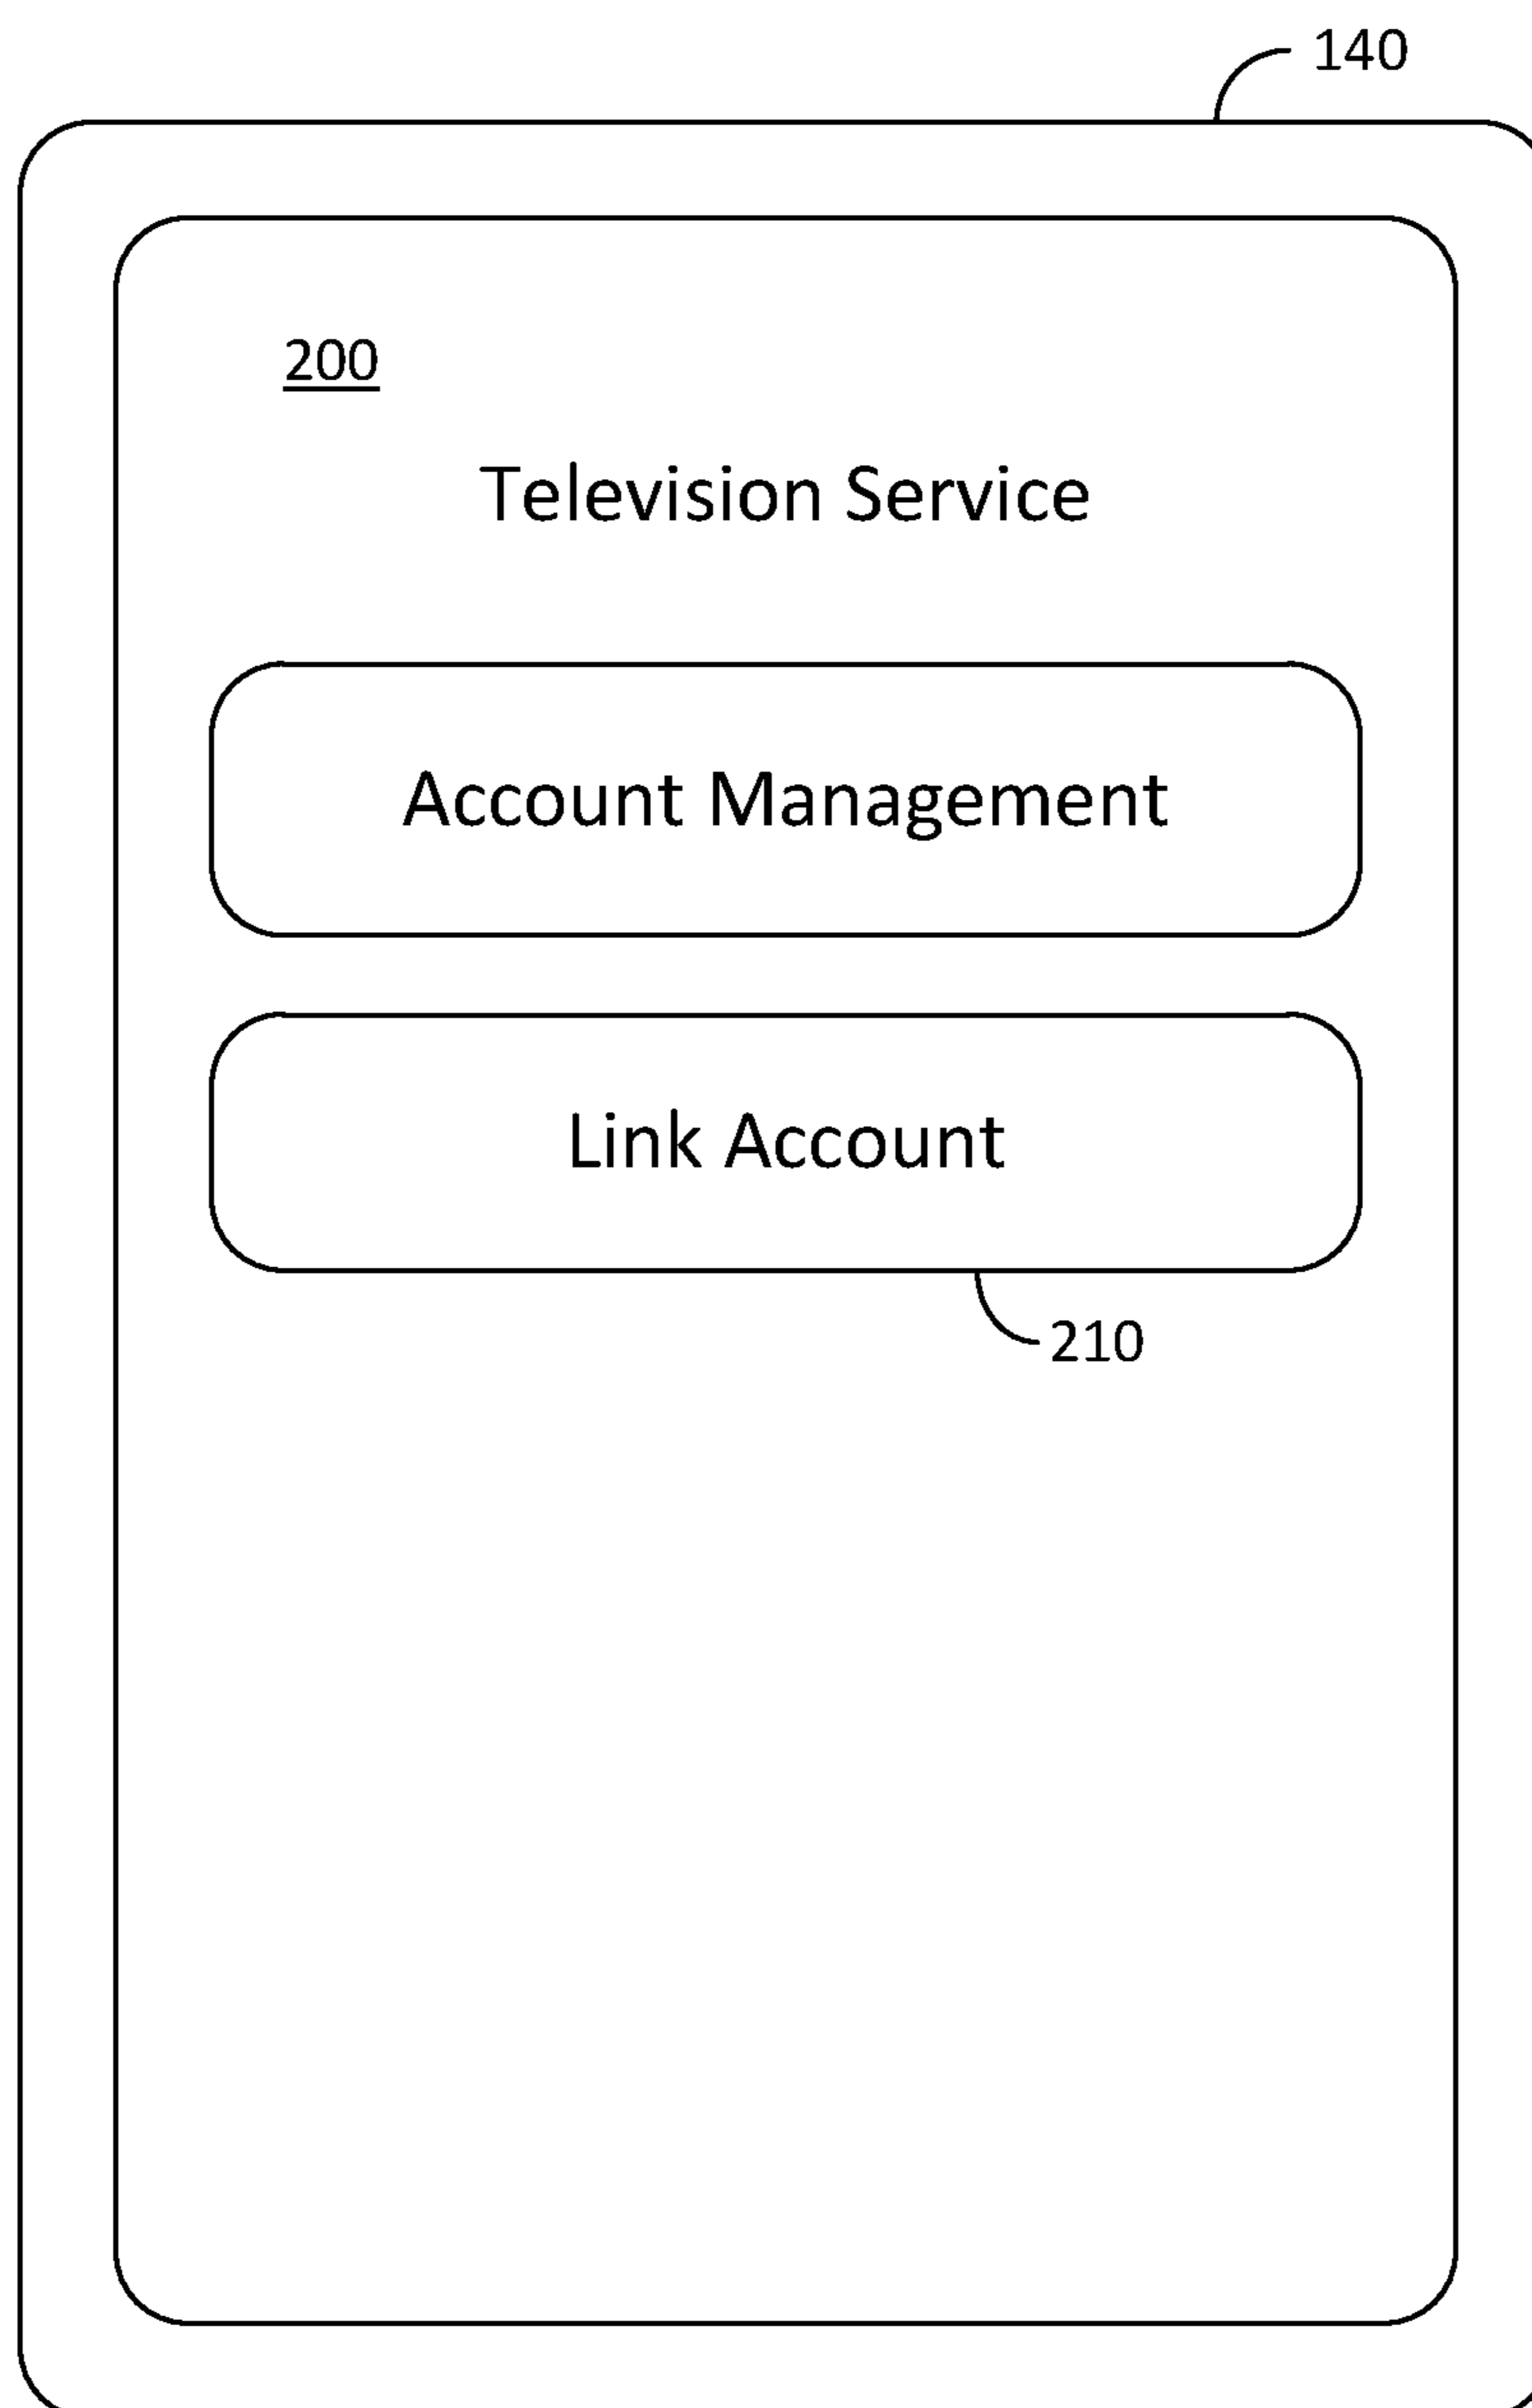 140
200
Television Service
Account Management
Link Account
210